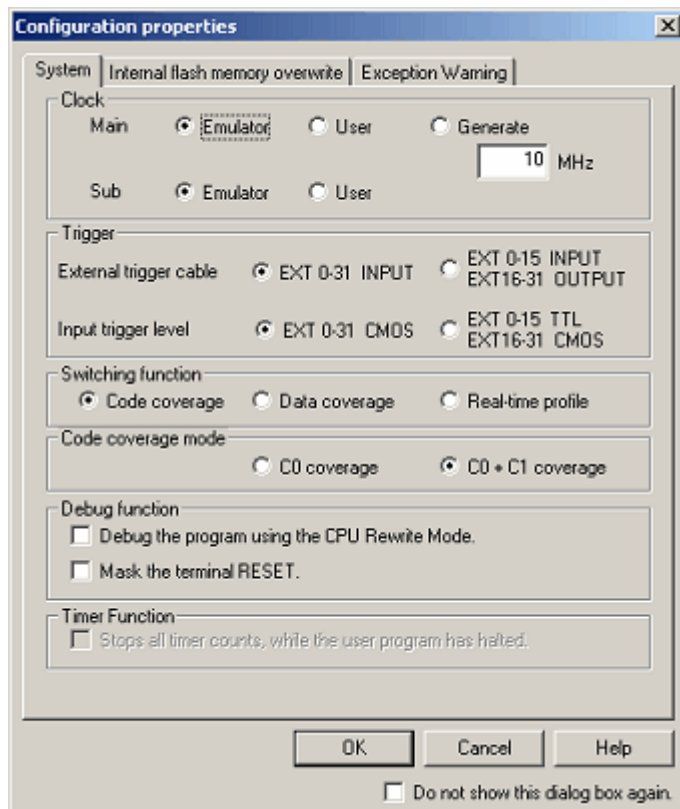 Configuration properties
System Internal flash memory overwrite Exception Warning
Clock
Main Emulator User Generate
10 MHz
Sub Emulator User
Trigger
External trigger cable EXT 0-31 INPUT EXT 0-15 INPUT
EXT16-31 OUTPUT
Input trigger level EXT 0-31 CMOS EXT 0-15 TTL
EXT16-31 CMOS
Switching function
Code coverage Data coverage Real-time profile
Code coverage mode
C0 coverage C0 + C1 coverage
Debug function
Debug the program using the CPU Rewrite Mode.
Mask the terminal RESET.
Timer Function
Stops all timer counts, while the user program has halted.
OK Cancel Help
Do not show this dialog box again.